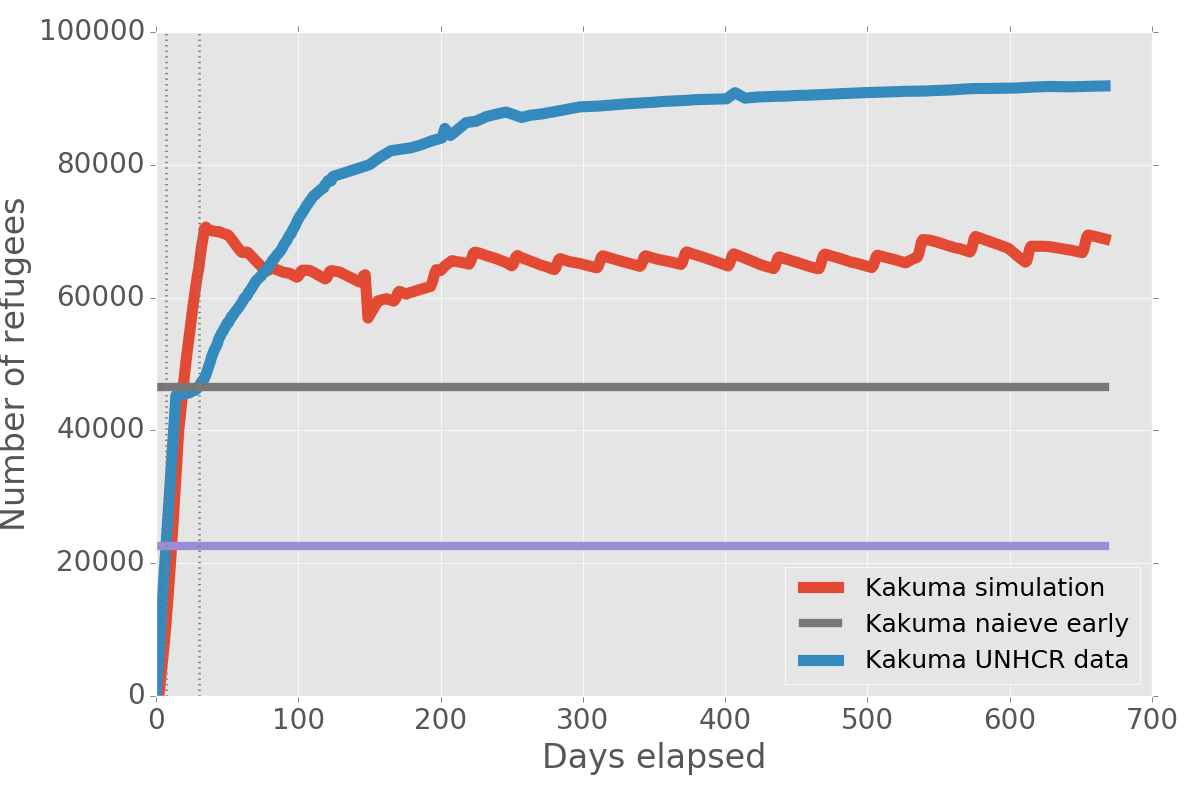 100000
80000
60000
40000
20000
0
Number of refugees
0 100 200 300 400 500 600 700
Days elapsed
Kakuma simulation
Kakuma naieve early
Kakuma UNHCR data